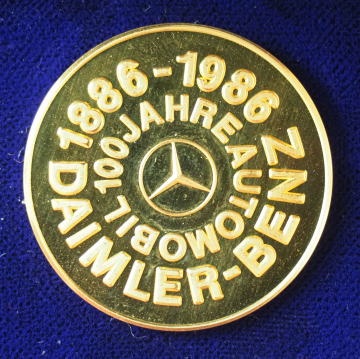 1886-1986
DAIMLER-BENZ
100 JAHRE AUTOMOBIL